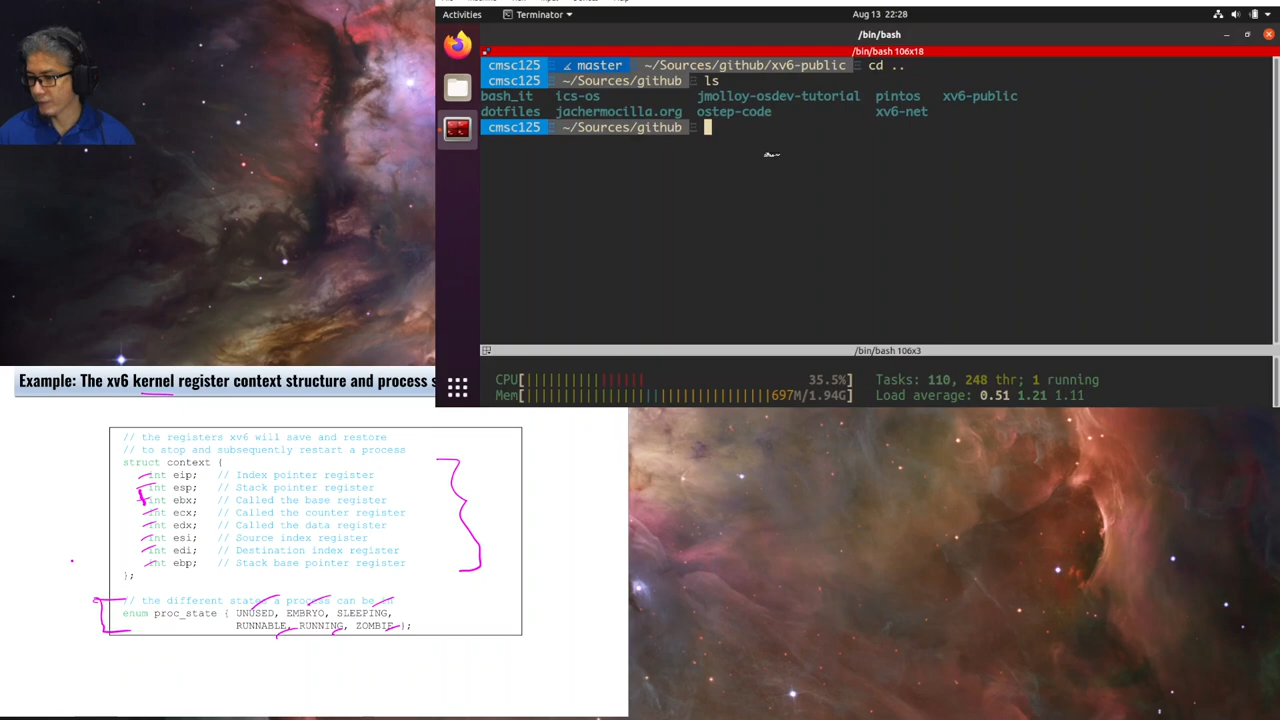 Activities
Terminator
Aug 13 22:28
/bin/bash
/bin/bash 106x18
cmsc125 master ~/Sources/github/xv6-public cd ..
cmsc125 ~/Sources/github ls
bash_it ics-os jmolloy-osdev-tutorial pintos xv6-public
dotfiles jachermocilla.org ostep-code xv6-net
cmsc125 ~/Sources/github
/bin/bash 106x3
CPU[|||||||||||||||| 35.5%] Tasks: 110, 248 thr; 1 running
Mem[||||||||||||||||||||||||||||||||||697M/1.94G] Load average: 0.51 1.21 1.11
Example: The xv6 kernel register context structure and process s
// the registers xv6 will save and restore
// to stop and subsequently restart a process
struct context {
int eip; // Index pointer register
int esp; // Stack pointer register
int ebx; // Called the base register
int ecx; // Called the counter register
int edx; // Called the data register
int esi; // Source index register
int edi; // Destination index register
int ebp; // Stack base pointer register
};
// the different states a process can be in
enum proc_state { UNUSED, EMBRYO, SLEEPING,
RUNNABLE, RUNNING, ZOMBIE };